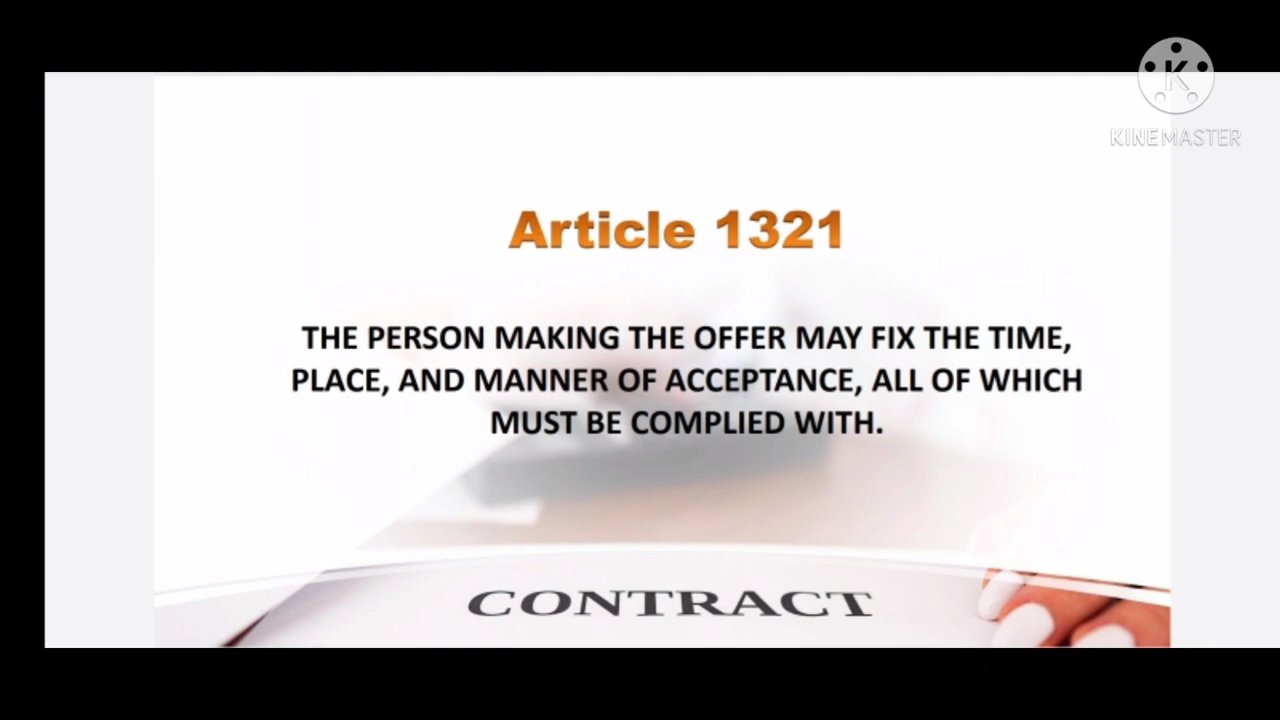 KINEMASTER
Article 1321
THE PERSON MAKING THE OFFER MAY FIX THE TIME,
PLACE, AND MANNER OF ACCEPTANCE, ALL OF WHICH
MUST BE COMPLIED WITH.
CONTRACT